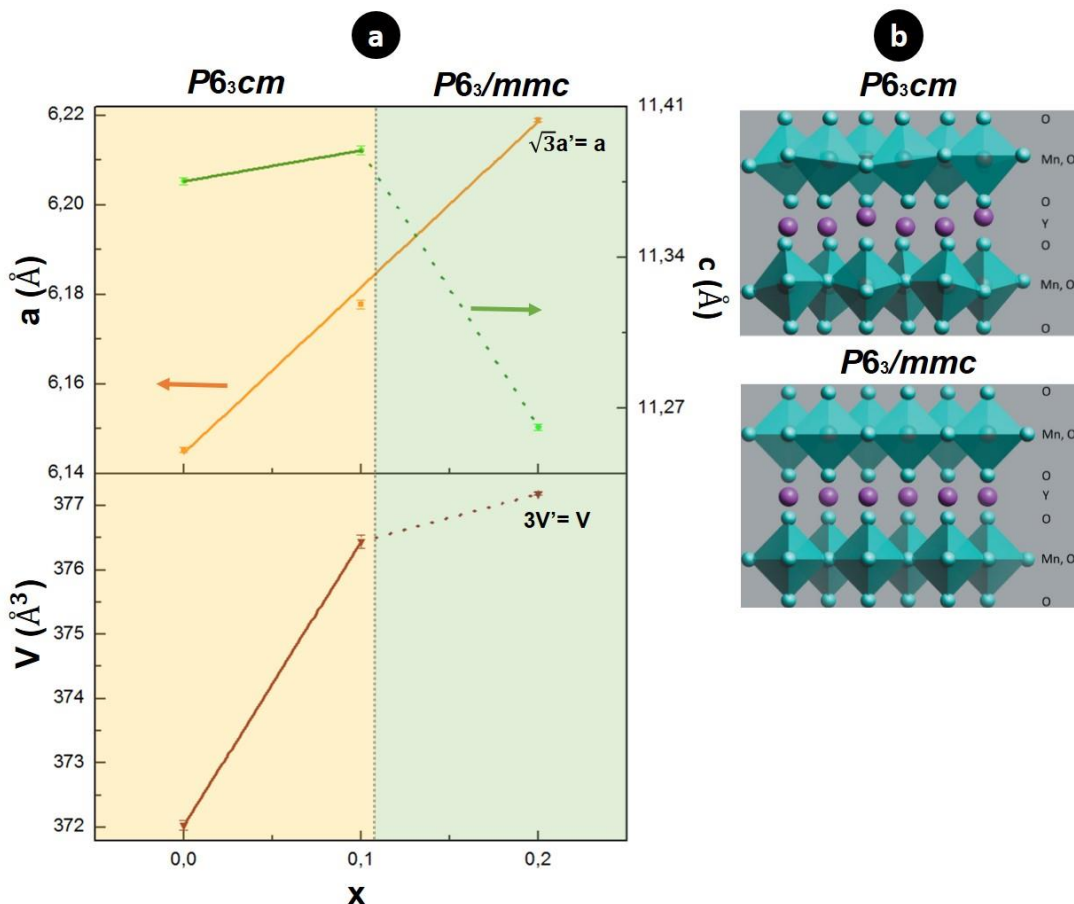 a
b
P6₃cm
P6₃/mmc
P6₃cm
6,22
6,20
6,18
6,16
6,14
a (Å)
11,41
11,34
11,27
c (Å)
√3a’= a
377
376
375
374
373
372
V (Å³)
3V’= V
0,0
0,1
0,2
x
O
Mn, O
O
Y
O
Mn, O
O
P6₃/mmc
O
Mn, O
O
Y
O
Mn, O
O